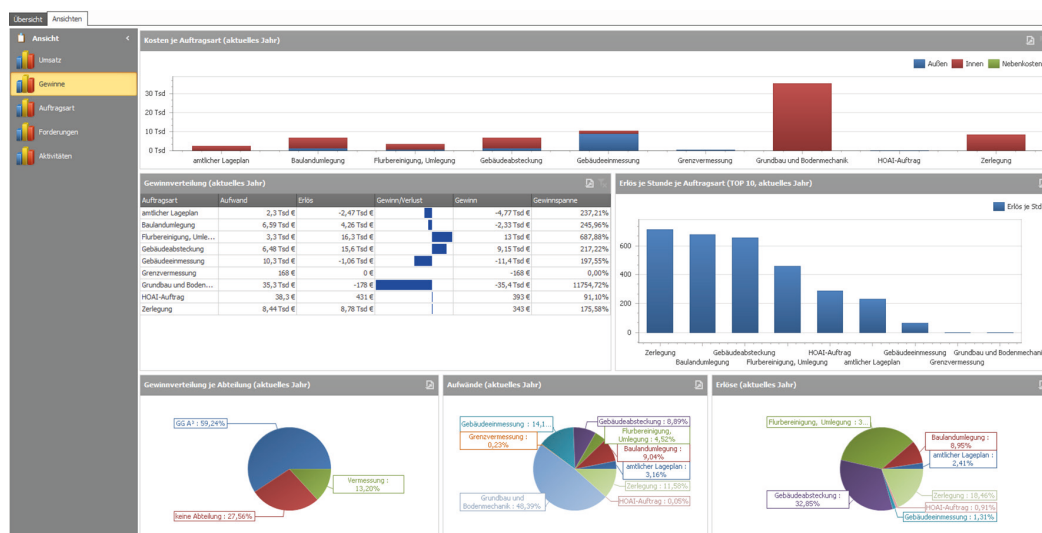 Übersicht Ansichten
Ansicht
Umsatz
Gewinne
Auftragsart
Forderungen
Aktivitäten
Kosten je Auftragsart (aktuelles Jahr)
Außen Innen Nebenkosten
30 Tsd
20 Tsd
10 Tsd
0 Tsd
amtlicher Lageplan Baulandumlegung Flurbereinigung, Umlegung Gebäudeabsteckung Gebäudeeinmessung Grenzvermessung Grundbau und Bodenmechanik HOAI-Auftrag Zerlegung
Gewinnverteilung (aktuelles Jahr)
Auftragsart Aufwand Erlös Gewinn/Verlust Gewinn Gewinnspanne
amtlicher Lageplan 2,3 Tsd € -2,47 Tsd € -4,77 Tsd € 237,21%
Baulandumlegung 6,59 Tsd € 4,26 Tsd € -2,33 Tsd € 245,96%
Flurbereinigung, Umle... 3,3 Tsd € 16,3 Tsd € 13 Tsd € 687,88%
Gebäudeabsteckung 6,48 Tsd € 15,6 Tsd € 9,15 Tsd € 217,22%
Gebäudeeinmessung 10,3 Tsd € -1,06 Tsd € -11,4 Tsd € 197,55%
Grenzvermessung 168 € 0 € -168 € 0,00%
Grundbau und Boden... 35,3 Tsd € -178 € -35,4 Tsd € 11754,72%
HOAI-Auftrag 38,3 € 431 € 393 € 91,10%
Zerlegung 8,44 Tsd € 8,78 Tsd € 343 € 175,58%
Erlös je Stunde je Auftragsart (TOP 10, aktuelles Jahr)
Erlös je Std
600
400
200
0
Zerlegung Gebäudeabsteckung HOAI-Auftrag Gebäudeeinmessung Grundbau und Bodenmechanik
Baulandumlegung Flurbereinigung, Umlegung amtlicher Lageplan Grenzvermessung
Gewinnverteilung je Abteilung (aktuelles Jahr)
GG A³ : 59,24%
Vermessung :
13,20%
keine Abteilung : 27,56%
Aufwände (aktuelles Jahr)
Gebäudeeinmessung : 14,1...
Gebäudeabsteckung : 8,89%
Flurbereinigung,
Umlegung : 4,52%
Grenzvermessung :
0,23%
Baulandumlegung :
9,04%
amtlicher Lageplan :
3,16%
Zerlegung : 11,58%
Grundbau und
Bodenmechanik : 48,39%
HOAI-Auftrag : 0,05%
Erlöse (aktuelles Jahr)
Flurbereinigung, Umlegung : 3...
Baulandumlegung :
8,95%
amtlicher Lageplan :
2,41%
Gebäudeabsteckung :
32,85%
Zerlegung : 18,46%
HOAI-Auftrag : 0,91%
Gebäudeeinmessung : 1,31%